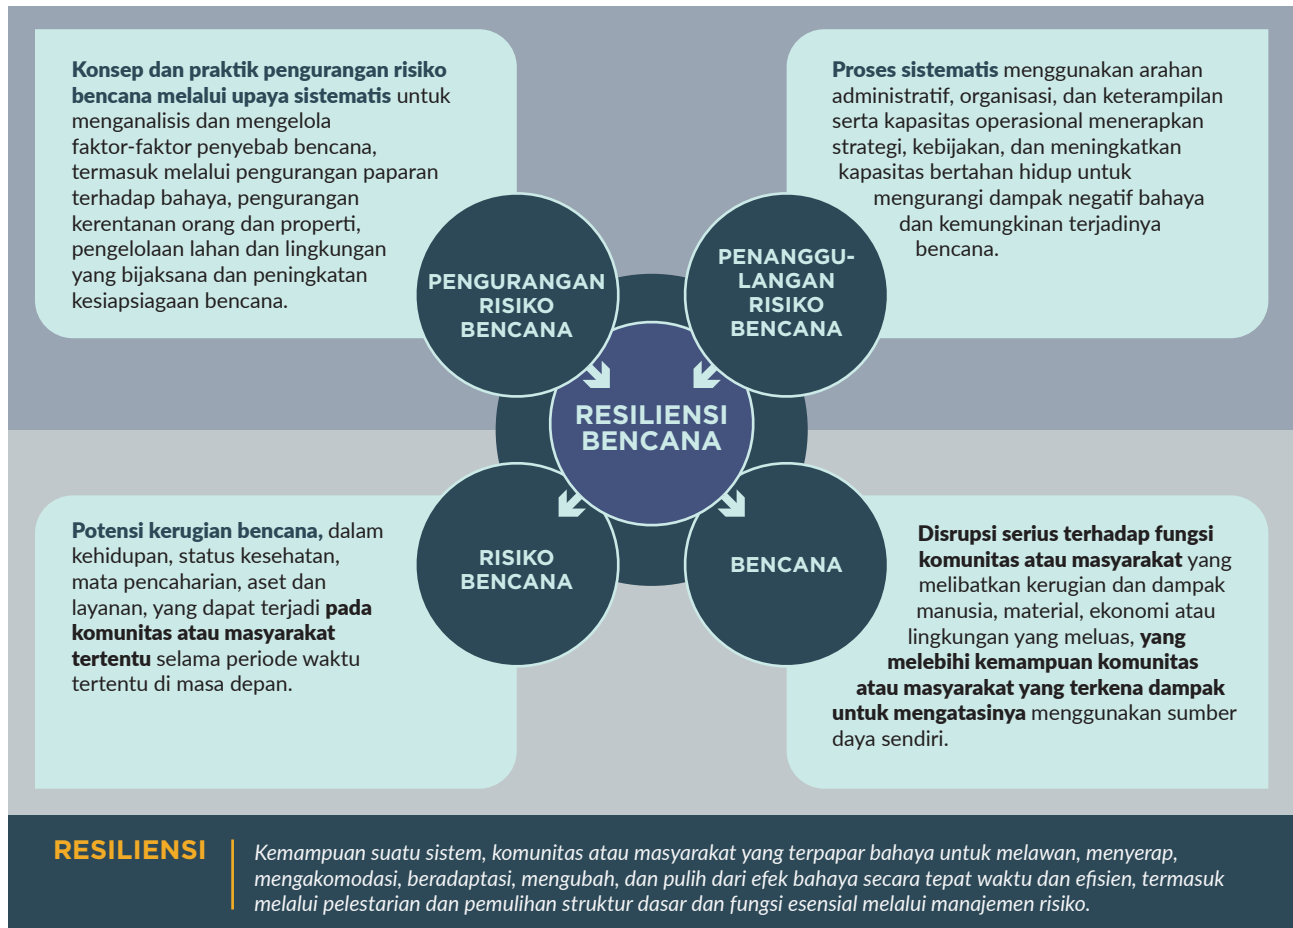 Konsep dan praktik pengurangan risiko
bencana melalui upaya sistematis untuk
menganalisis dan mengelola
faktor-faktor penyebab bencana,
termasuk melalui pengurangan paparan
terhadap bahaya, pengurangan
kerentanan orang dan properti,
pengelolaan lahan dan lingkungan
yang bijaksana dan peningkatan
kesiapsiagaan bencana.
Proses sistematis menggunakan arahan
administratif, organisasi, dan keterampilan
serta kapasitas operasional menerapkan
strategi, kebijakan, dan meningkatkan
kapasitas bertahan hidup untuk
mengurangi dampak negatif bahaya
dan kemungkinan terjadinya
bencana.
PENGURANGAN
RISIKO
BENCANA
PENANGGU-
LANGAN
RISIKO
BENCANA
RESILIENSI
BENCANA
RISIKO
BENCANA
BENCANA
Potensi kerugian bencana, dalam
kehidupan, status kesehatan,
mata pencaharian, aset dan
layanan, yang dapat terjadi pada
komunitas atau masyarakat
tertentu selama periode waktu
tertentu di masa depan.
Disrupsi serius terhadap fungsi
komunitas atau masyarakat yang
melibatkan kerugian dan dampak
manusia, material, ekonomi atau
lingkungan yang meluas, yang
melebihi kemampuan komunitas
atau masyarakat yang terkena dampak
untuk mengatasinya menggunakan sumber
daya sendiri.
RESILIENSI
Kemampuan suatu sistem, komunitas atau masyarakat yang terpapar bahaya untuk melawan, menyerap,
mengakomodasi, beradaptasi, mengubah, dan pulih dari efek bahaya secara tepat waktu dan efisien, termasuk
melalui pelestarian dan pemulihan struktur dasar dan fungsi esensial melalui manajemen risiko.